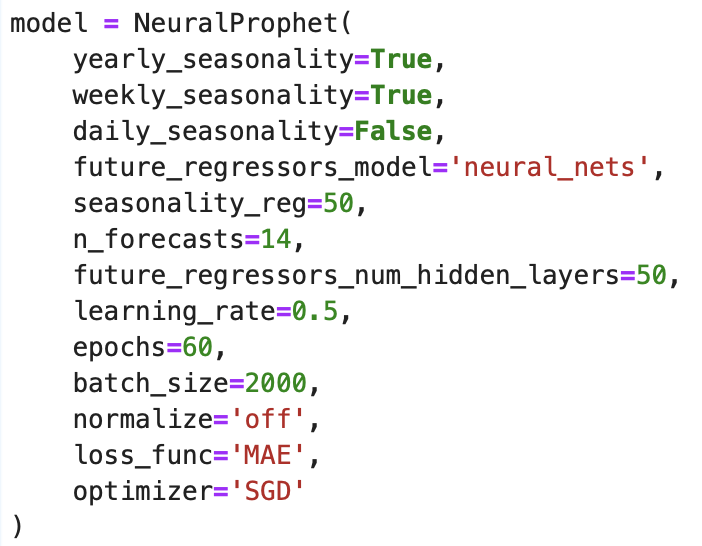 model = NeuralProphet(
    yearly_seasonality=True,
    weekly_seasonality=True,
    daily_seasonality=False,
    future_regressors_model='neural_nets',
    seasonality_reg=50,
    n_forecasts=14,
    future_regressors_num_hidden_layers=50,
    learning_rate=0.5,
    epochs=60,
    batch_size=2000,
    normalize='off',
    loss_func='MAE',
    optimizer='SGD'
)